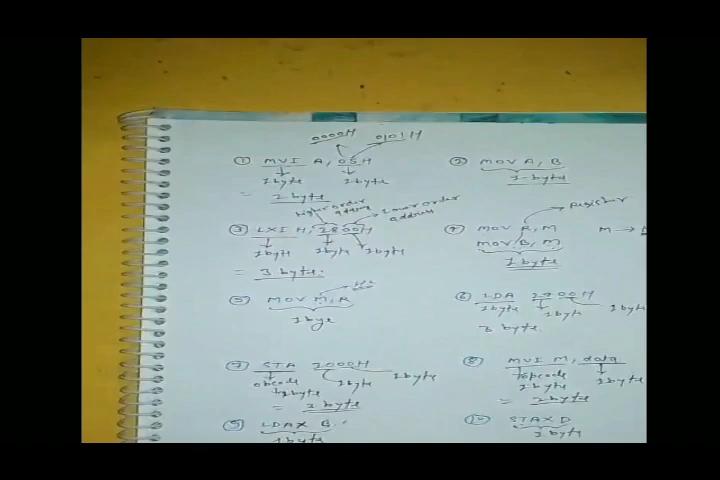 0000H 0101H
① MVI A, 05H
1 byte 1 byte
= 2 byte
② MOV A, B
1 byte
higher order address Lower order address
③ LXI H, 2800H
1 byte 1 byte 1 byte
= 3 byte.
Register
④ MOV R, M M →
MOV B, M
1 byte
⑤ MOV M, R
1 bye
⑥ LDA 2900H
1 byte 1 byte 1 byte
3 byte.
⑦ STA 2000H
opcode
1 byte 1 byte 1 byte
= 3 byte
⑧ MVI M, data
opcode
1 byte 1 byte
= 2 byte
⑨ LDAX B.
1 byte
⑩ STAX D
1 byte